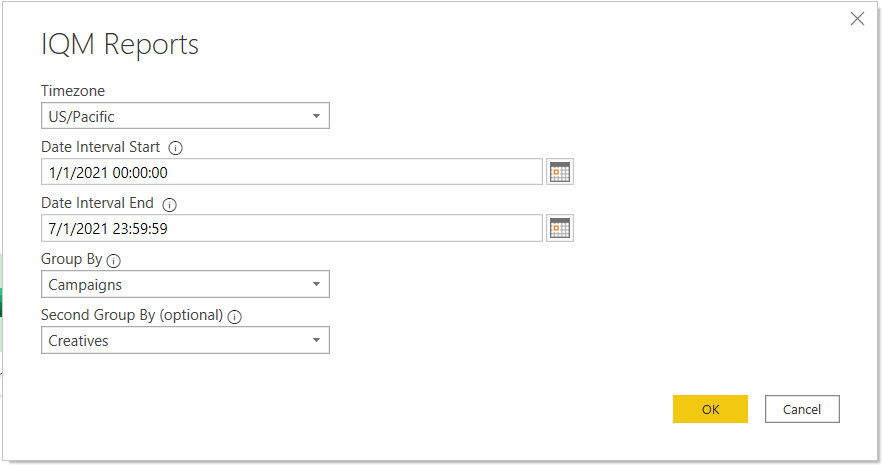 IQM Reports
Timezone
US/Pacific
Date Interval Start
1/1/2021 00:00:00
Date Interval End
7/1/2021 23:59:59
Group By
Campaigns
Second Group By (optional)
Creatives
OK Cancel